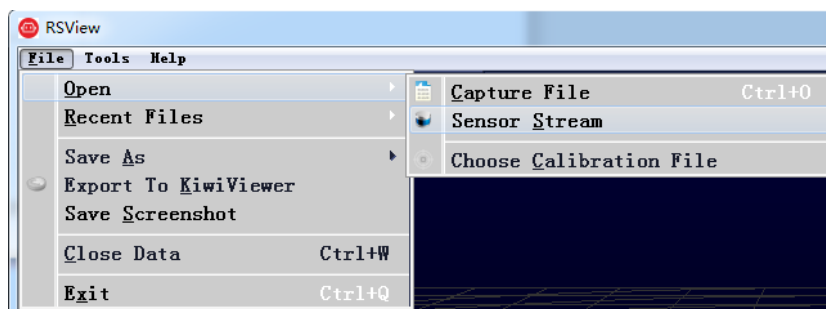 RSView
File Tools Help
Open
Recent Files
Save As
Export To KiwiViewer
Save Screenshot
Close Data Ctrl+W
Exit Ctrl+Q
Capture File Ctrl+O
Sensor Stream
Choose Calibration File